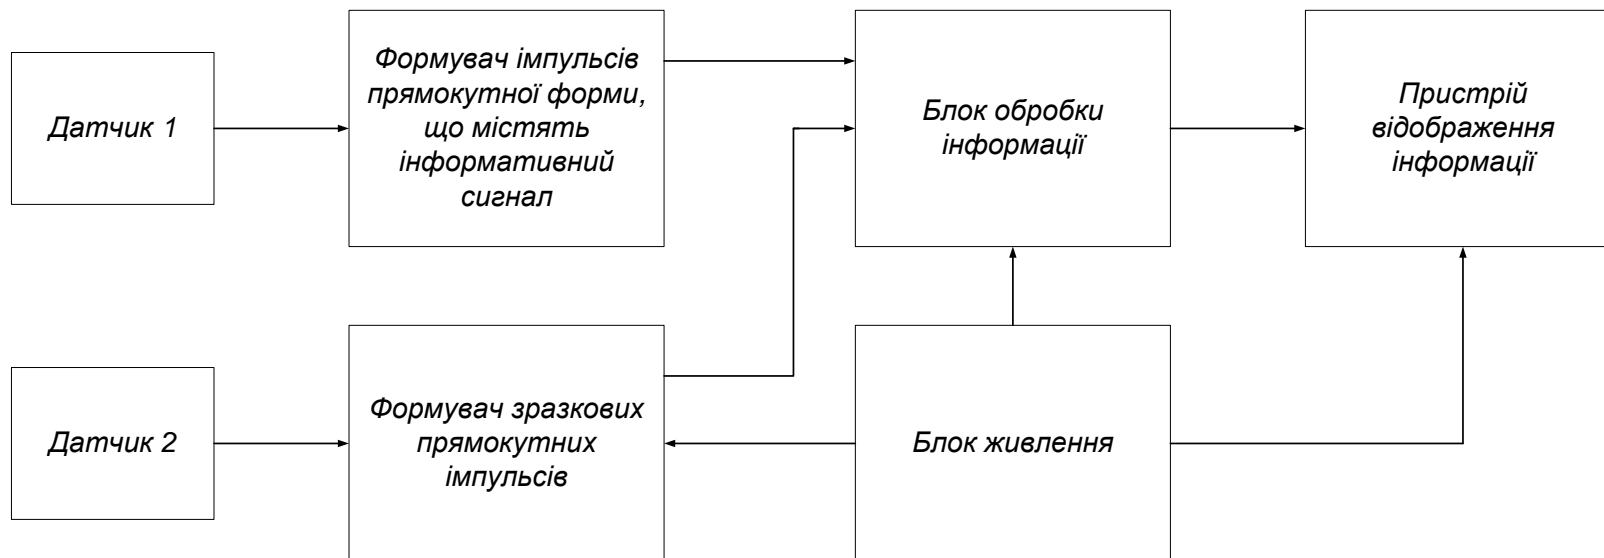 Датчик 1
Формувач імпульсів
прямокутної форми,
що містять
інформативний
сигнал
Блок обробки
інформації
Пристрій
відображення
інформації
Датчик 2
Формувач зразкових
прямокутних
імпульсів
Блок живлення